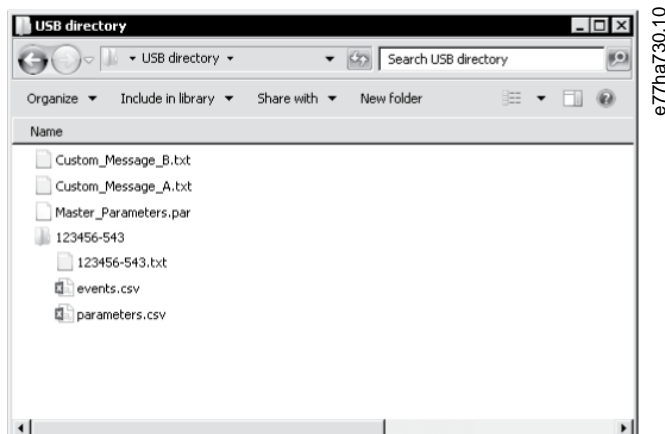 USB directory
USB directory
Search USB directory
Organize
Include in library
Share with
New folder
Name
Custom_Message_B.txt
Custom_Message_A.txt
Master_Parameters.par
123456-543
123456-543.txt
events.csv
parameters.csv
e77ha730.10